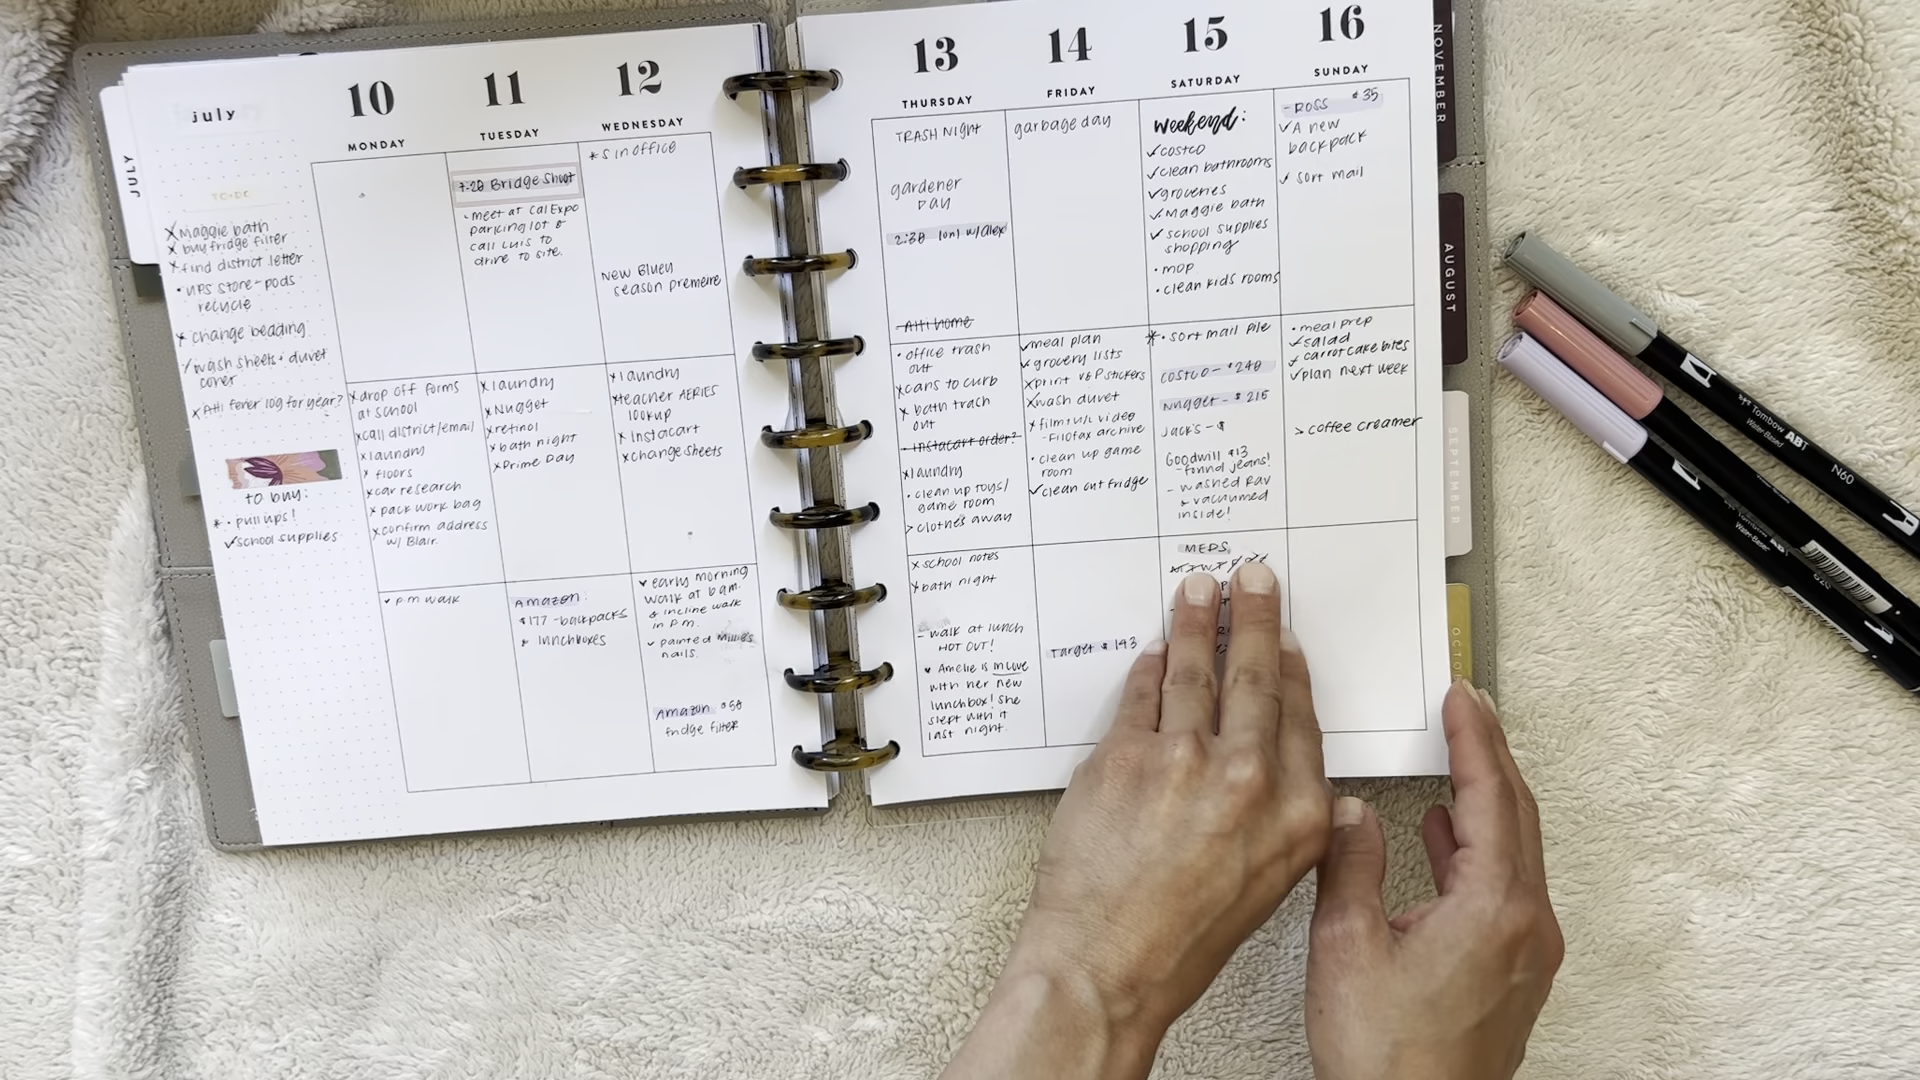 july
TO-DO
Maggie bath
buy fridge filter
find district letter
UPS store - pods
recycle
change bedding
wash sheets + duvet
cover
fever log for year?
to buy:
pull ups!
school supplies
JULY
10
MONDAY
drop off forms
at school
call district/email
laundry
floors
car research
pack work bag
confirm address
w/ Blair.
p.m walk
11
TUESDAY
Bridge Shoot
meet at Cal Expo
parking lot &
call Luis to
drive to site.
laundry
Nugget
retinol
bath night
Prime Day
Amazon:
$177 - backpacks
& lunchboxes
12
WEDNESDAY
* S in office
New Bluey
season premeire
laundry
teacher AERIES
lookup
Instacart
change sheets
early morning
walk at 6am.
& incline walk
in p.m.
painted Millie's
nails.
Amazon
fridge filter
13
THURSDAY
TRASH NIGHT
gardener
DAY
2:30 1on1 w/Alex
home
office trash
out
cans to curb
bath trash
out
Instacart order?
laundry
clean up toys/
game room
> clothes away
school notes
bath night
- walk at lunch
HOT OUT!
Amelie is in love
with her new
lunchbox! She
slept with it
last night.
14
FRIDAY
garbage day
meal plan
grocery lists
print stickers
wash duvet
video
- Filofax archive
clean up game
room
clean out fridge
Target $143
15
SATURDAY
weekend:
✓ costco
✓ clean bathrooms
✓ groceries
✓ Maggie bath
✓ school supplies
shopping
• mop
• clean kids rooms
* • sort mail pile
costco - $240
Nugget - $
Jack's - $
Goodwill $13
- found jeans!
- washed Rav
& vacuumed
inside!
MEDS
16
SUNDAY
- ROSS $35
✓ A new
backpack
✓ sort mail
• meal prep
✓ salad
carrot cake bites
✓ plan next week
> coffee creamer
NOVEMBER
AUGUST
SEPTEMBER
OCTO
Tombow ABT
Water-Based
N60
Tombow
Water-Based
Water-Based